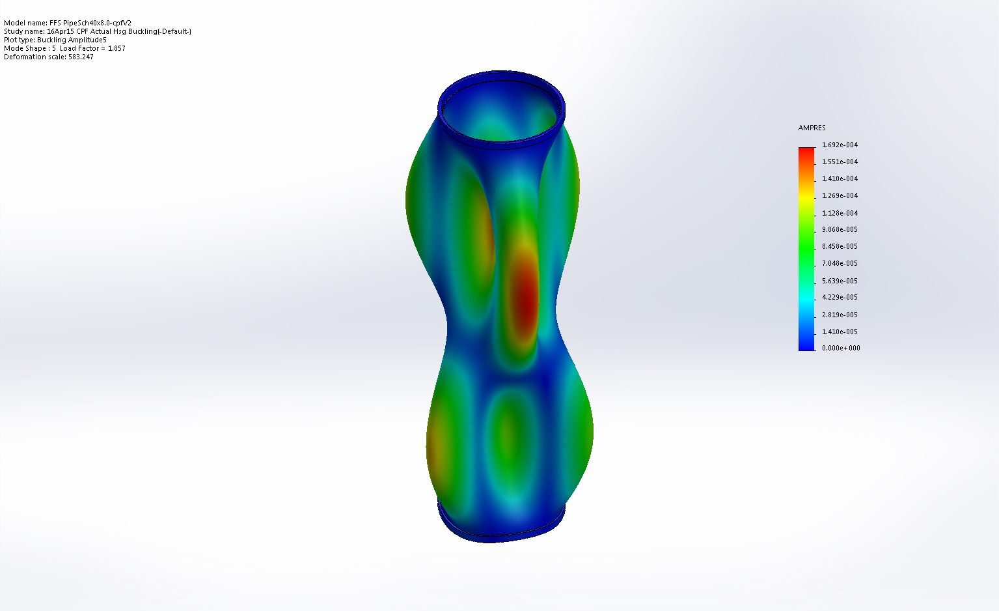 Model name: FFS PipeSch40x8.0-cpfV2
Study name: 16Apr15 CPF Actual Hsg Buckling(-Default-)
Plot type: Buckling Amplitude5
Mode Shape : 5  Load Factor =  1.857
Deformation scale: 583.247
AMPRES
1.692e-004
1.551e-004
1.410e-004
1.269e-004
1.128e-004
9.868e-005
8.458e-005
7.048e-005
5.639e-005
4.229e-005
2.819e-005
1.410e-005
0.000e+000